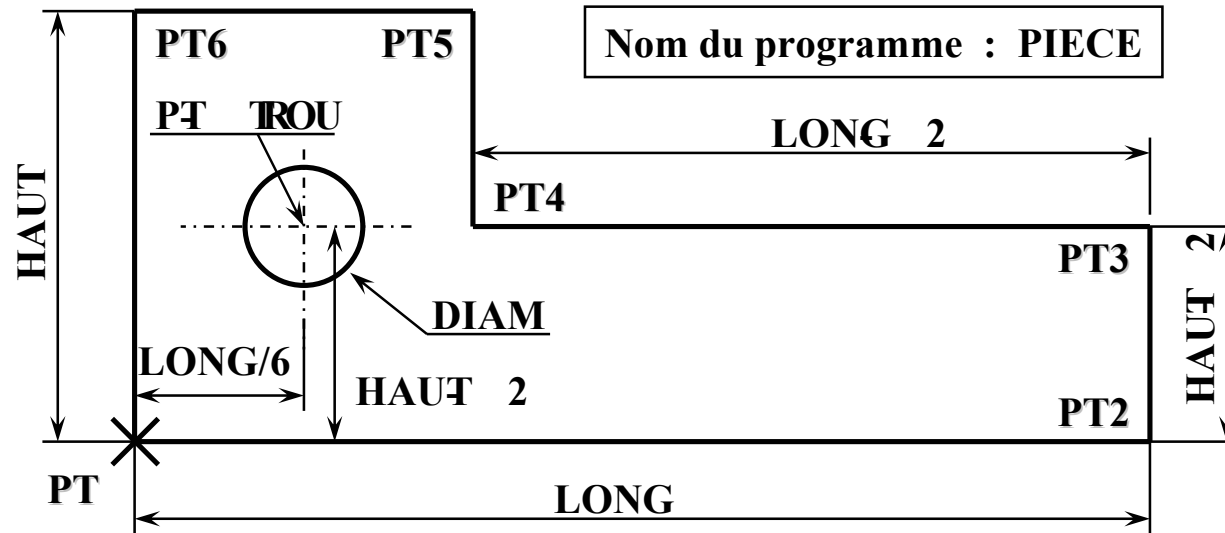 PT6
PT5
Nom du programme : PIECE
P-T TROU
LONG 2
HAUT
PT4
PT3
HAUT 2
DIAM
LONG/6
HAUT 2
PT2
PT
LONG